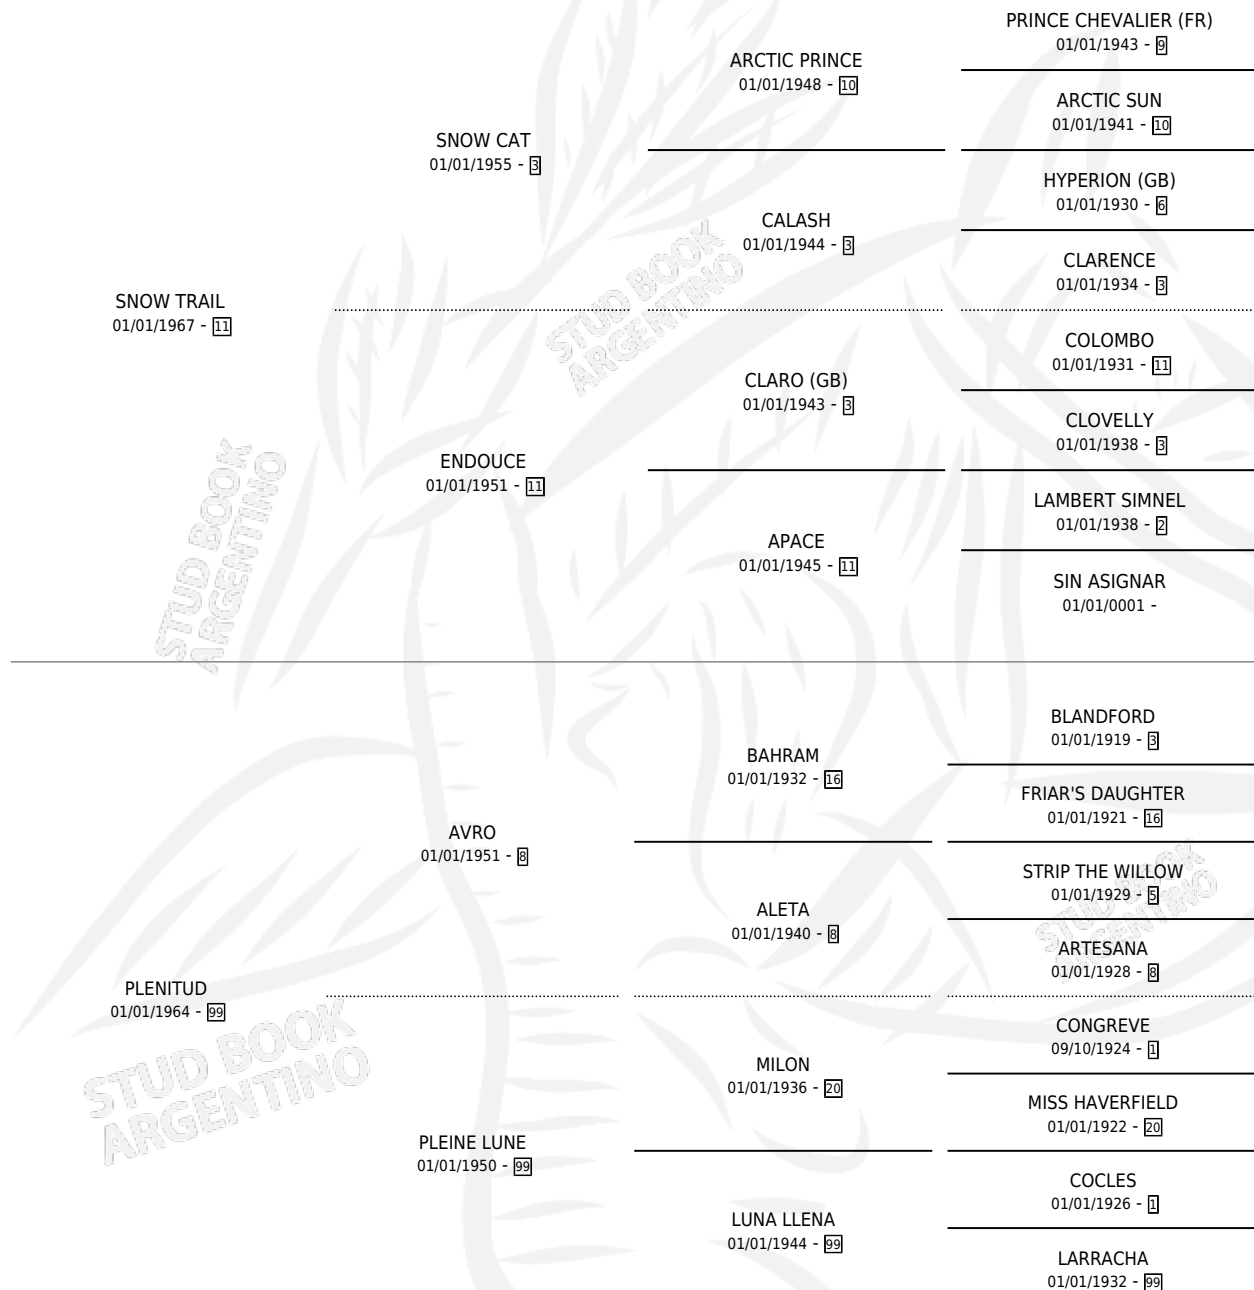 PRINCE CHEVALIER (FR)
01/01/1943 - 9
ARCTIC PRINCE
01/01/1948 - 10
ARCTIC SUN
01/01/1941 - 10
SNOW CAT
01/01/1955 - 3
HYPERION (GB)
01/01/1930 - 6
CALASH
01/01/1944 - 3
CLARENCE
01/01/1934 - 3
SNOW TRAIL
01/01/1967 - 11
COLOMBO
01/01/1931 - 11
CLARO (GB)
01/01/1943 - 3
CLOVELLY
01/01/1938 - 3
ENDOUCE
01/01/1951 - 11
LAMBERT SIMNEL
01/01/1938 - 2
APACE
01/01/1945 - 11
SIN ASIGNAR
01/01/0001 -
BLANDFORD
01/01/1919 - 3
BAHRAM
01/01/1932 - 16
FRIAR'S DAUGHTER
01/01/1921 - 16
AVRO
01/01/1951 - 8
STRIP THE WILLOW
01/01/1929 - 5
ALETA
01/01/1940 - 8
ARTESANA
01/01/1928 - 8
PLENITUD
01/01/1964 - 99
CONGREVE
09/10/1924 - 1
MILON
01/01/1936 - 20
MISS HAVERFIELD
01/01/1922 - 20
PLEINE LUNE
01/01/1950 - 99
COCLES
01/01/1926 - 1
LUNA LLENA
01/01/1944 - 99
LARRACHA
01/01/1932 - 99
STUD BOOK
ARGENTINO
STUD BOOK
ARGENTINO
STUD BOOK
ARGENTINO
STUD BOOK
ARGENTINO